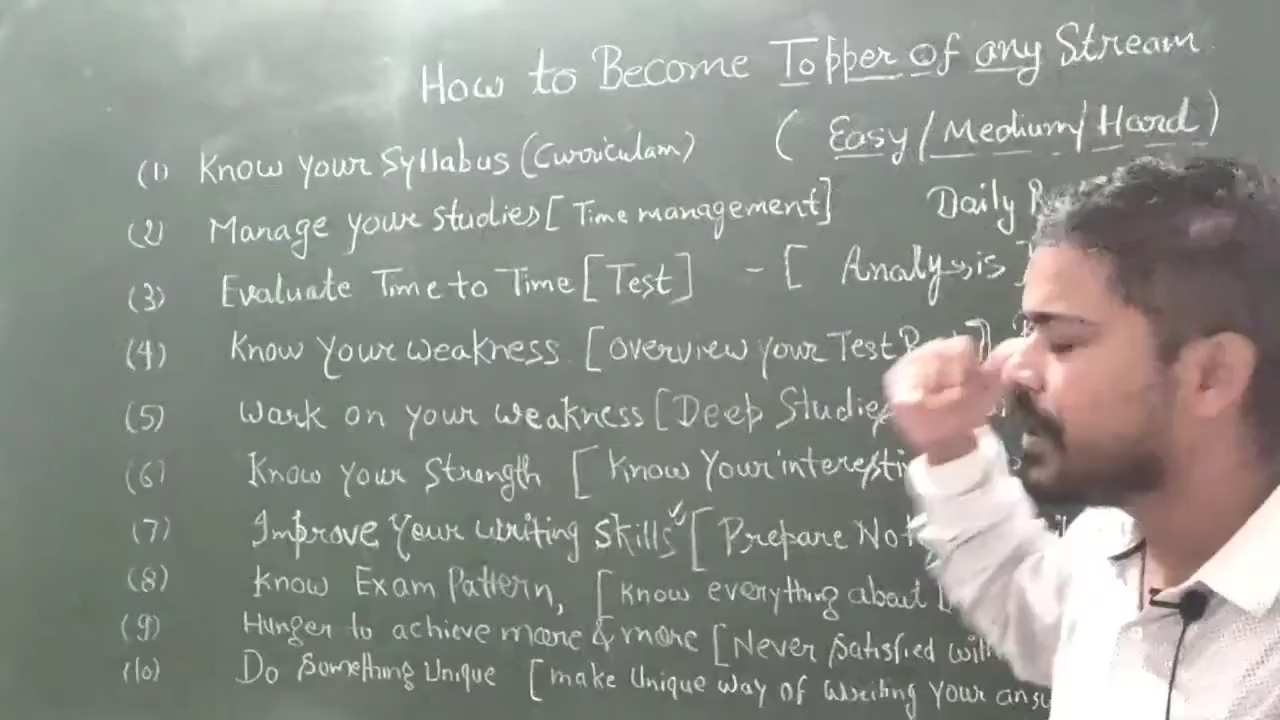 How to Become Topper of any Stream
(1) Know your Syllabus (Curriculam) (Easy/Medium/Hard)
(2) Manage your studies [Time management] Daily
(3) Evaluate Time to Time [Test] - [Analysis]
(4) Know Your weakness [overview your Test
(5) Work on your weakness [Deep
(6) Know your Strength [Know Your
(7) Improve Your writing Skills [Prepare
(8) Know Exam Pattern, [Know everything about
(9) Hunger to achieve more & more [Never satisfied
(10) Do Something Unique [make Unique way of writing your